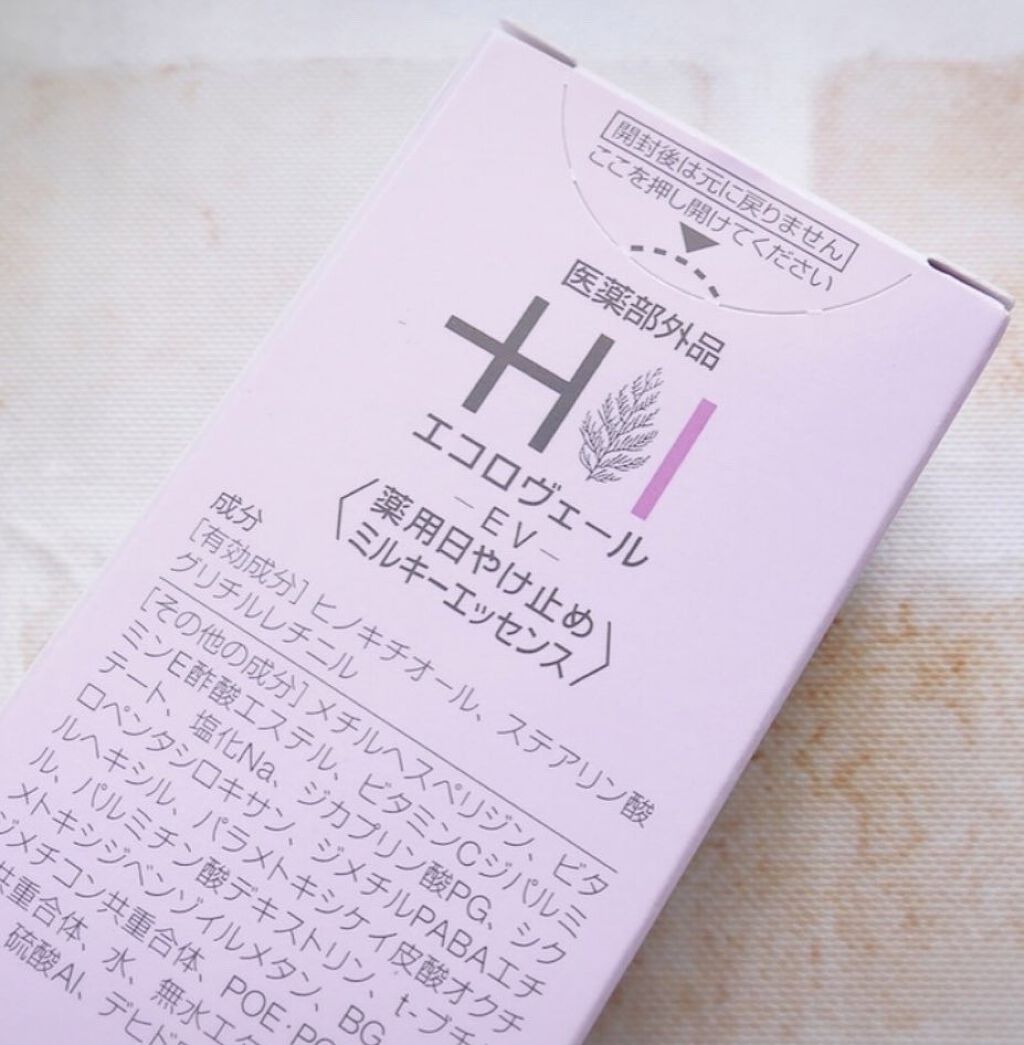 開封後は元に戻りません
ここを押し開けてください
医薬部外品
エコロヴェール
－EV－
〈薬用日やけ止め
ミルキーエッセンス〉
成分
[有効成分] ヒノキチオール、ステアリン酸
グリチルレチニル
[その他の成分] メチルヘスペリジン、ビタ
ミンE酢酸エステル、ビタミンCジパルミ
テート、塩化Na、ジカプリン酸PG、シク
ロペンタシロキサン、ジメチルPABAエチ
ルヘキシル、パラメトキシケイ皮酸オクチ
ル、パルミチン酸デキストリン、t-ブチ
メトキシジベンゾイルメタン、BG
ジメチコン共重合体、POE・
共重合体、水、無水エ
硫酸Al、デヒド